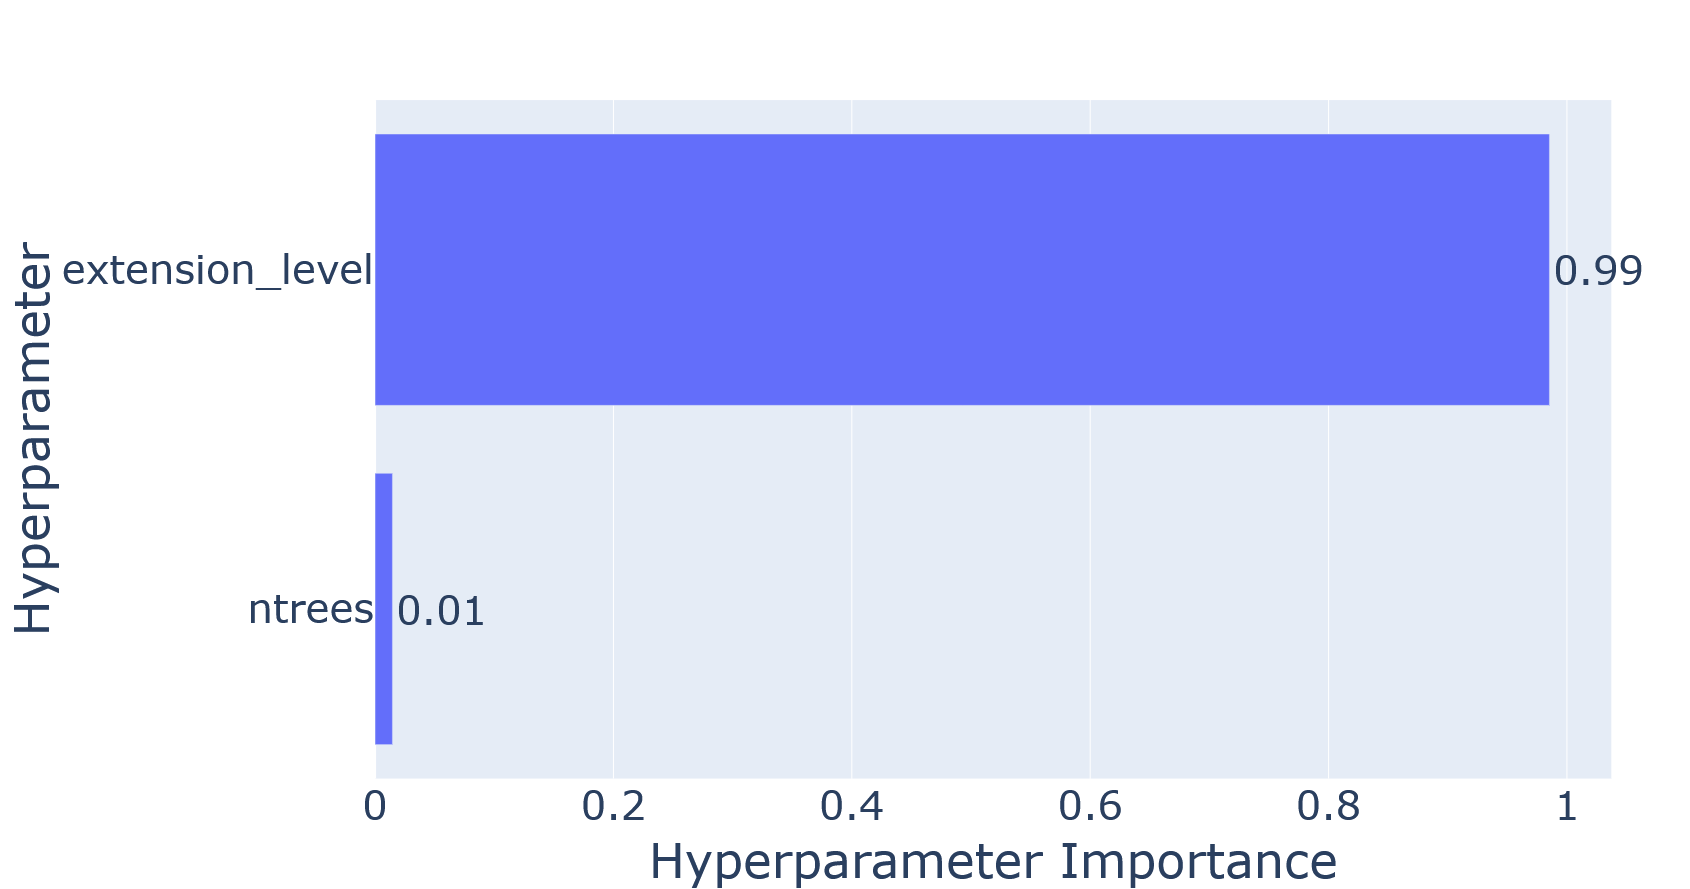 Hyperparameter
extension_level
0.99
ntrees
0.01
0 0.2 0.4 0.6 0.8 1
Hyperparameter Importance